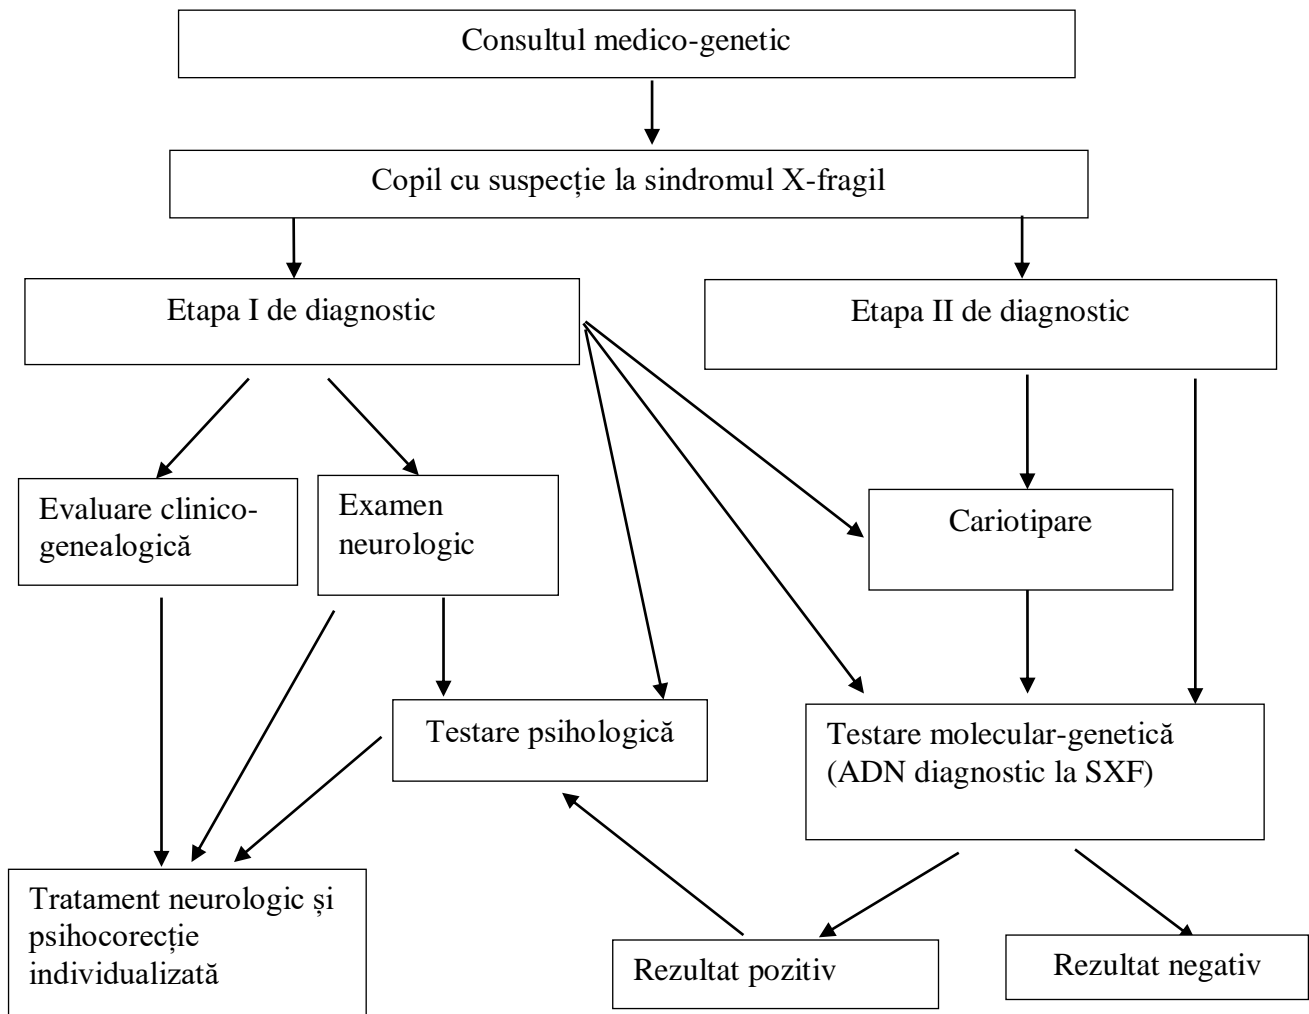 Consultul medico-genetic
Copil cu suspecție la sindromul X-fragil
Etapa I de diagnostic
Etapa II de diagnostic
Evaluare clinico-
genealogică
Examen
neurologic
Cariotipare
Testare psihologică
Testare molecular-genetică
(ADN diagnostic la SXF)
Tratament neurologic și
psihocorecție
individualizată
Rezultat pozitiv
Rezultat negativ